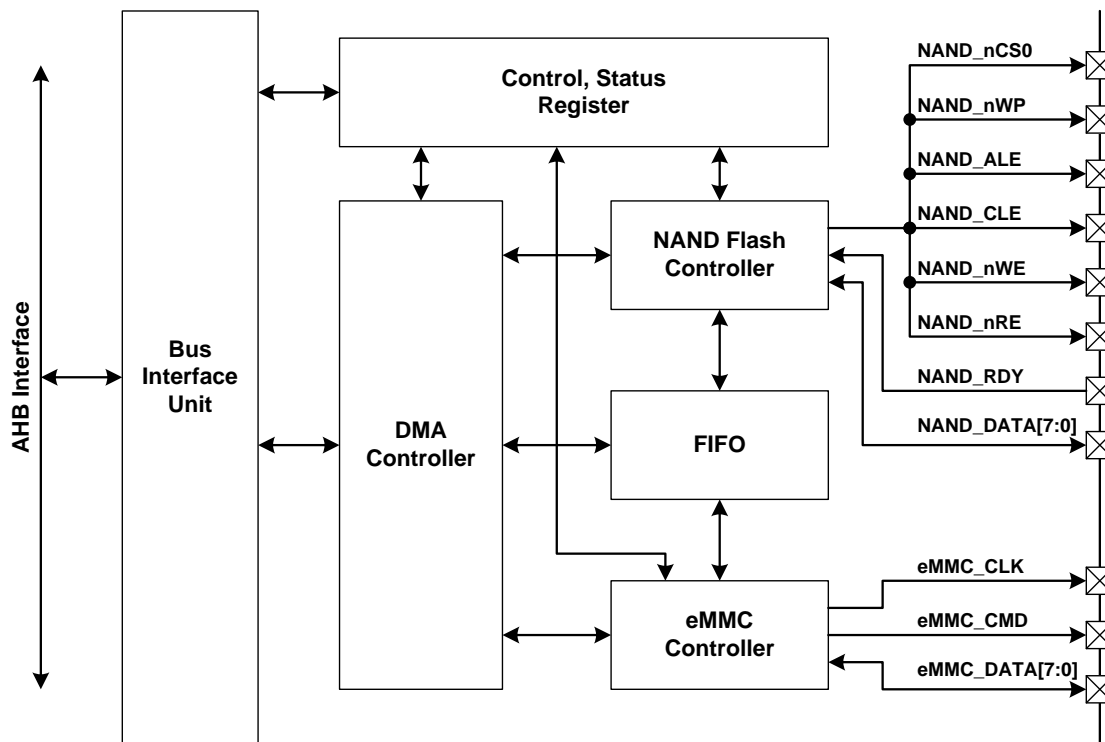 Control, Status
Register
NAND_nCS0
NAND_nWP
NAND_ALE
NAND_CLE
NAND_nWE
NAND_nRE
NAND_RDY
NAND_DATA[7:0]
NAND Flash
Controller
AHB Interface
Bus
Interface
Unit
DMA
Controller
FIFO
eMMC
Controller
eMMC_CLK
eMMC_CMD
eMMC_DATA[7:0]